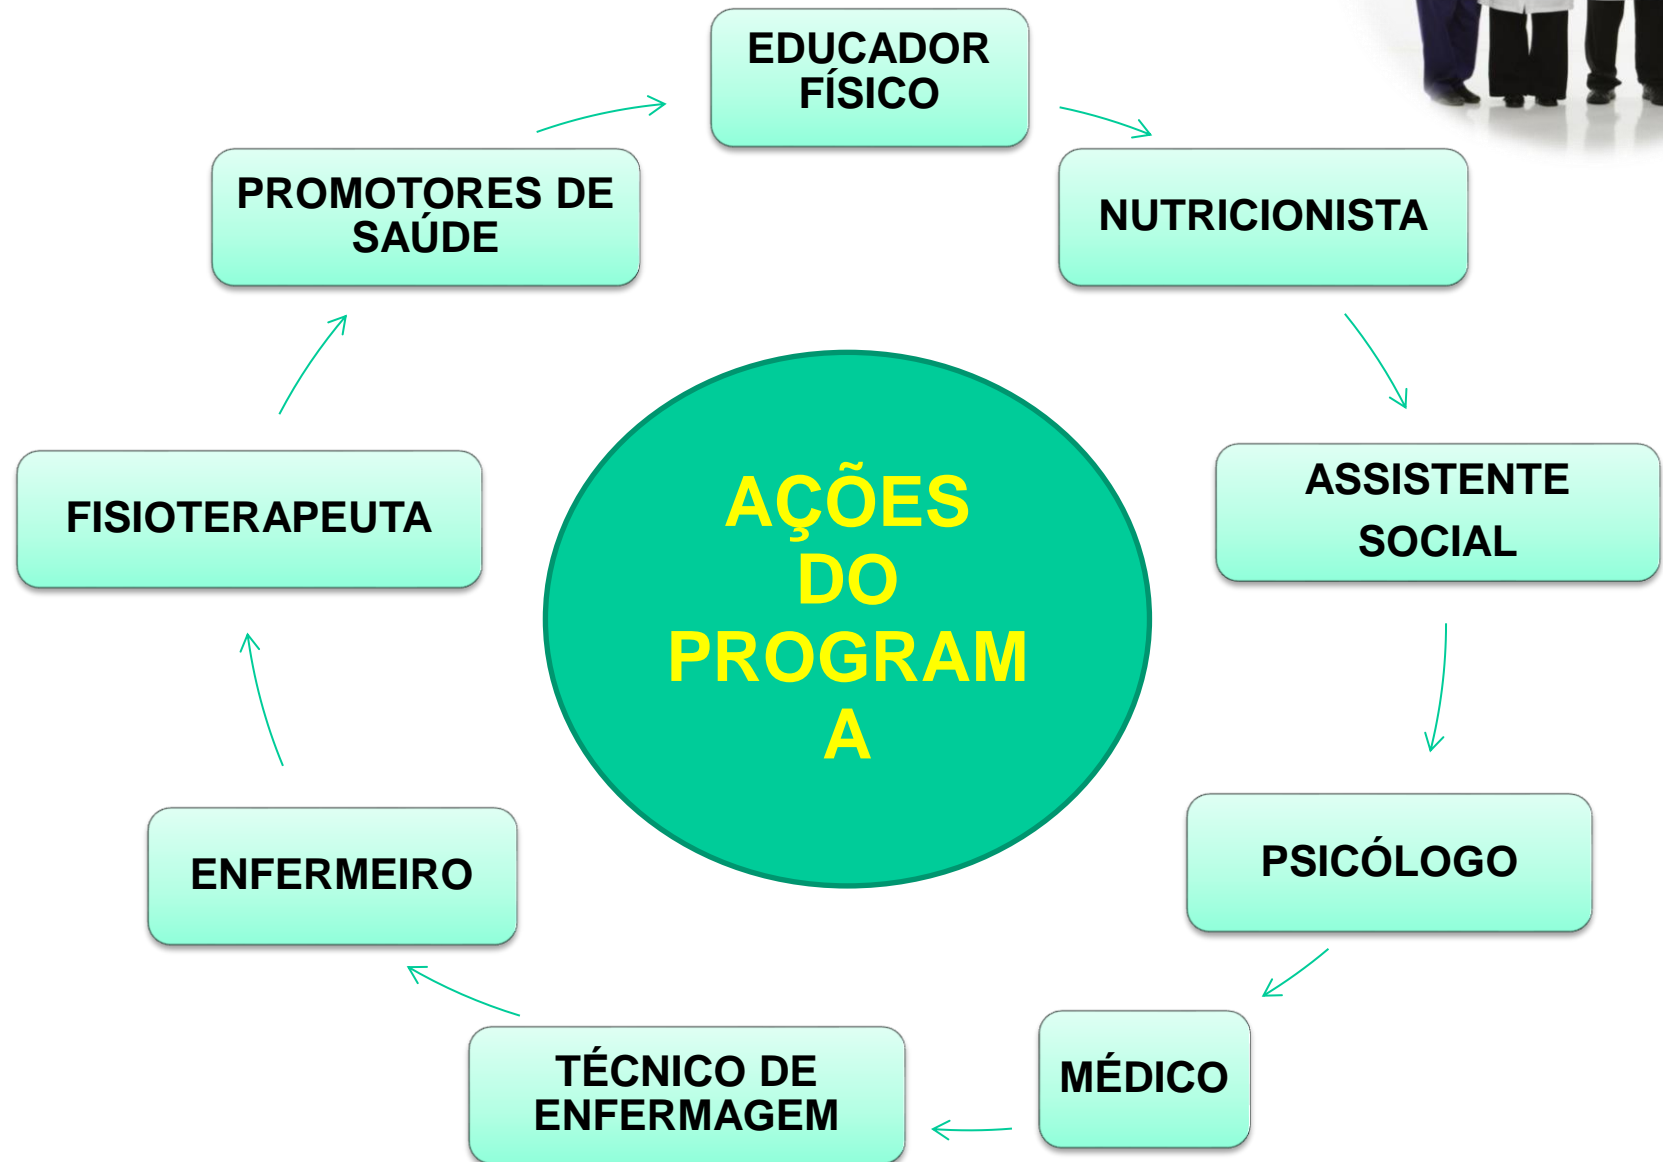 EDUCADOR
FÍSICO
NUTRICIONISTA
ASSISTENTE
SOCIAL
PSICÓLOGO
MÉDICO
TÉCNICO DE
ENFERMAGEM
ENFERMEIRO
FISIOTERAPEUTA
PROMOTORES DE
SAÚDE
AÇÕES
DO
PROGRAM
A